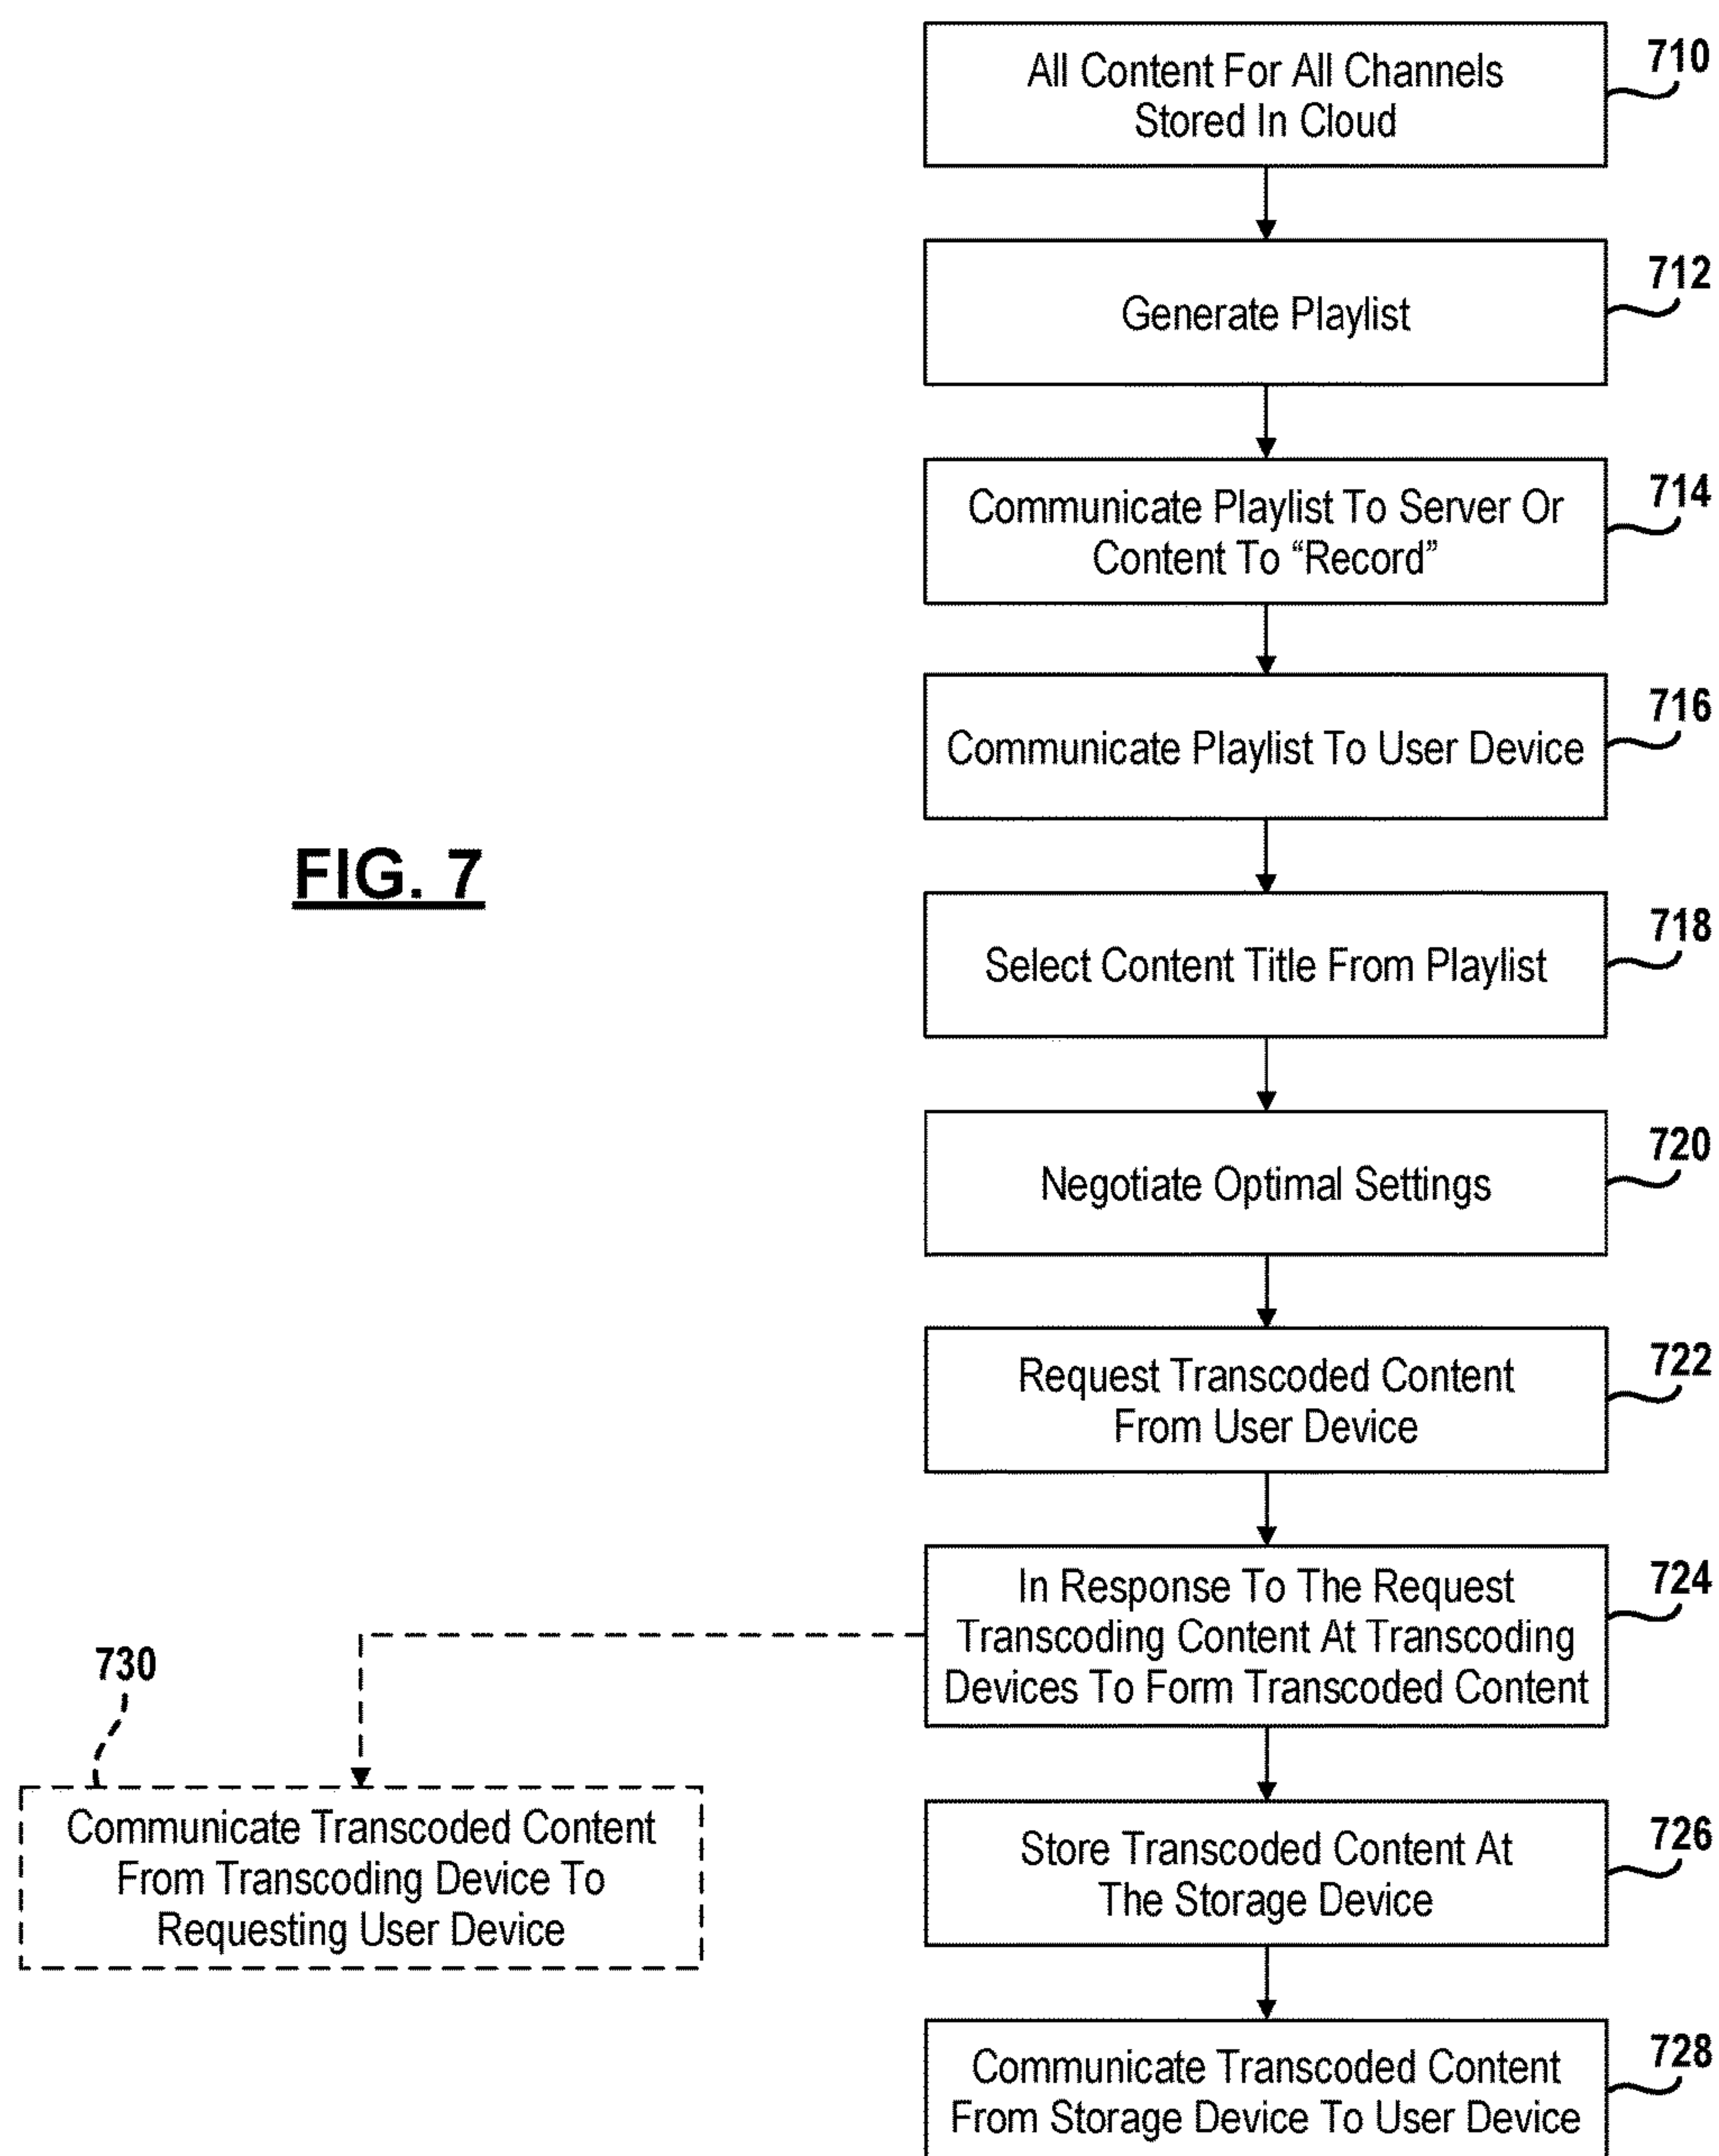 All Content For All Channels
Stored In Cloud
710
Generate Playlist
712
Communicate Playlist To Server Or
Content To “Record”
714
Communicate Playlist To User Device
716
FIG. 7
Select Content Title From Playlist
718
Negotiate Optimal Settings
720
Request Transcoded Content
From User Device
722
In Response To The Request
Transcoding Content At Transcoding
Devices To Form Transcoded Content
724
730
Communicate Transcoded Content
From Transcoding Device To
Requesting User Device
Store Transcoded Content At
The Storage Device
726
Communicate Transcoded Content
From Storage Device To User Device
728